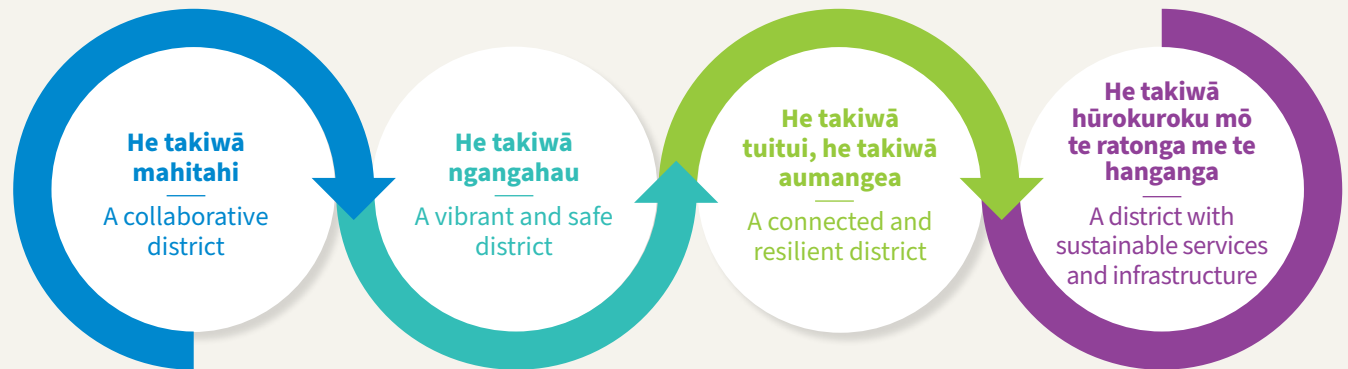 He takiwā
mahitahi
A collaborative
district
He takiwā
ngangahau
A vibrant and safe
district
He takiwā
tuitui, he takiwā
aumangea
A connected and
resilient district
He takiwā
hūrokuroku mō
te ratonga me te
hanganga
A district with
sustainable services
and infrastructure